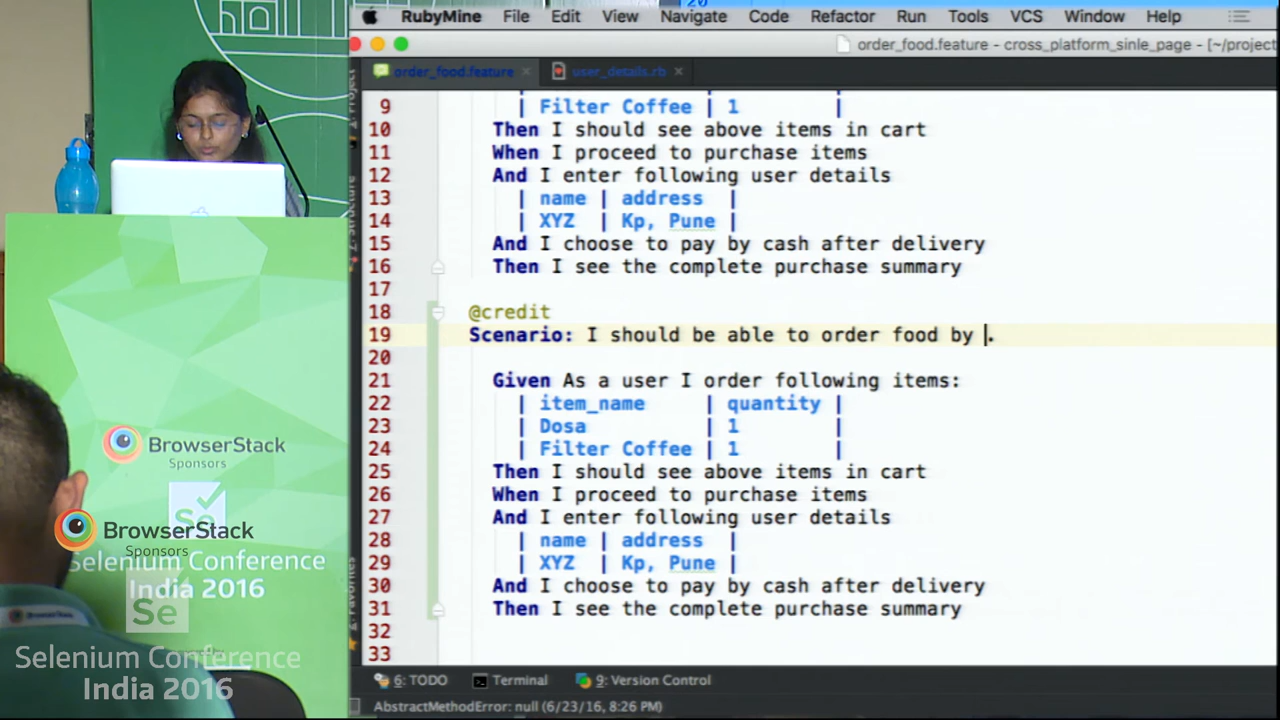 RubyMine File Edit View Navigate Code Refactor Run Tools VCS Window Help
order_food.feature - cross_platform_sinle_page - [~/project
order_food.feature user_details.rb
9 | Filter Coffee | 1 |
10 Then I should see above items in cart
11 When I proceed to purchase items
12 And I enter following user details
13 | name | address |
14 | XYZ | Kp, Pune |
15 And I choose to pay by cash after delivery
16 Then I see the complete purchase summary
17
18 @credit
19 Scenario: I should be able to order food by .
20
21 Given As a user I order following items:
22 | item_name | quantity |
23 | Dosa | 1 |
24 | Filter Coffee | 1 |
25 Then I should see above items in cart
26 When I proceed to purchase items
27 And I enter following user details
28 | name | address |
29 | XYZ | Kp, Pune |
30 And I choose to pay by cash after delivery
31 Then I see the complete purchase summary
32
33
6: TODO Terminal 9: Version Control
AbstractMethodError: null (6/23/16, 8:26 PM)
BrowserStack
Sponsors
Se
BrowserStack
Sponsors
Selenium Conference
India 2016
Se
Selenium Conference
India 2016